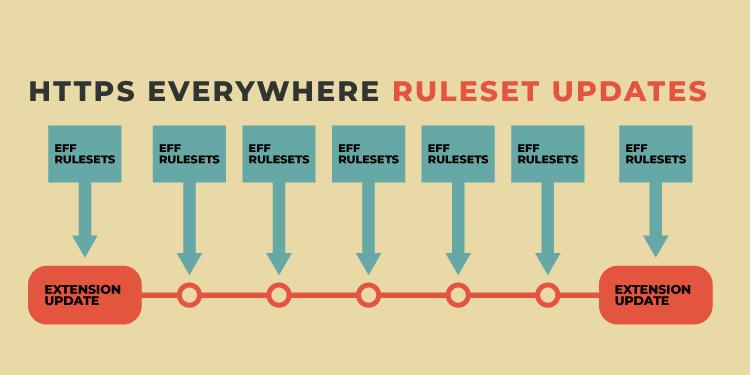 HTTPS EVERYWHERE RULESET UPDATES
EFF
RULESETS
EFF
RULESETS
EFF
RULESETS
EFF
RULESETS
EFF
RULESETS
EFF
RULESETS
EFF
RULESETS
EXTENSION
UPDATE
EXTENSION
UPDATE